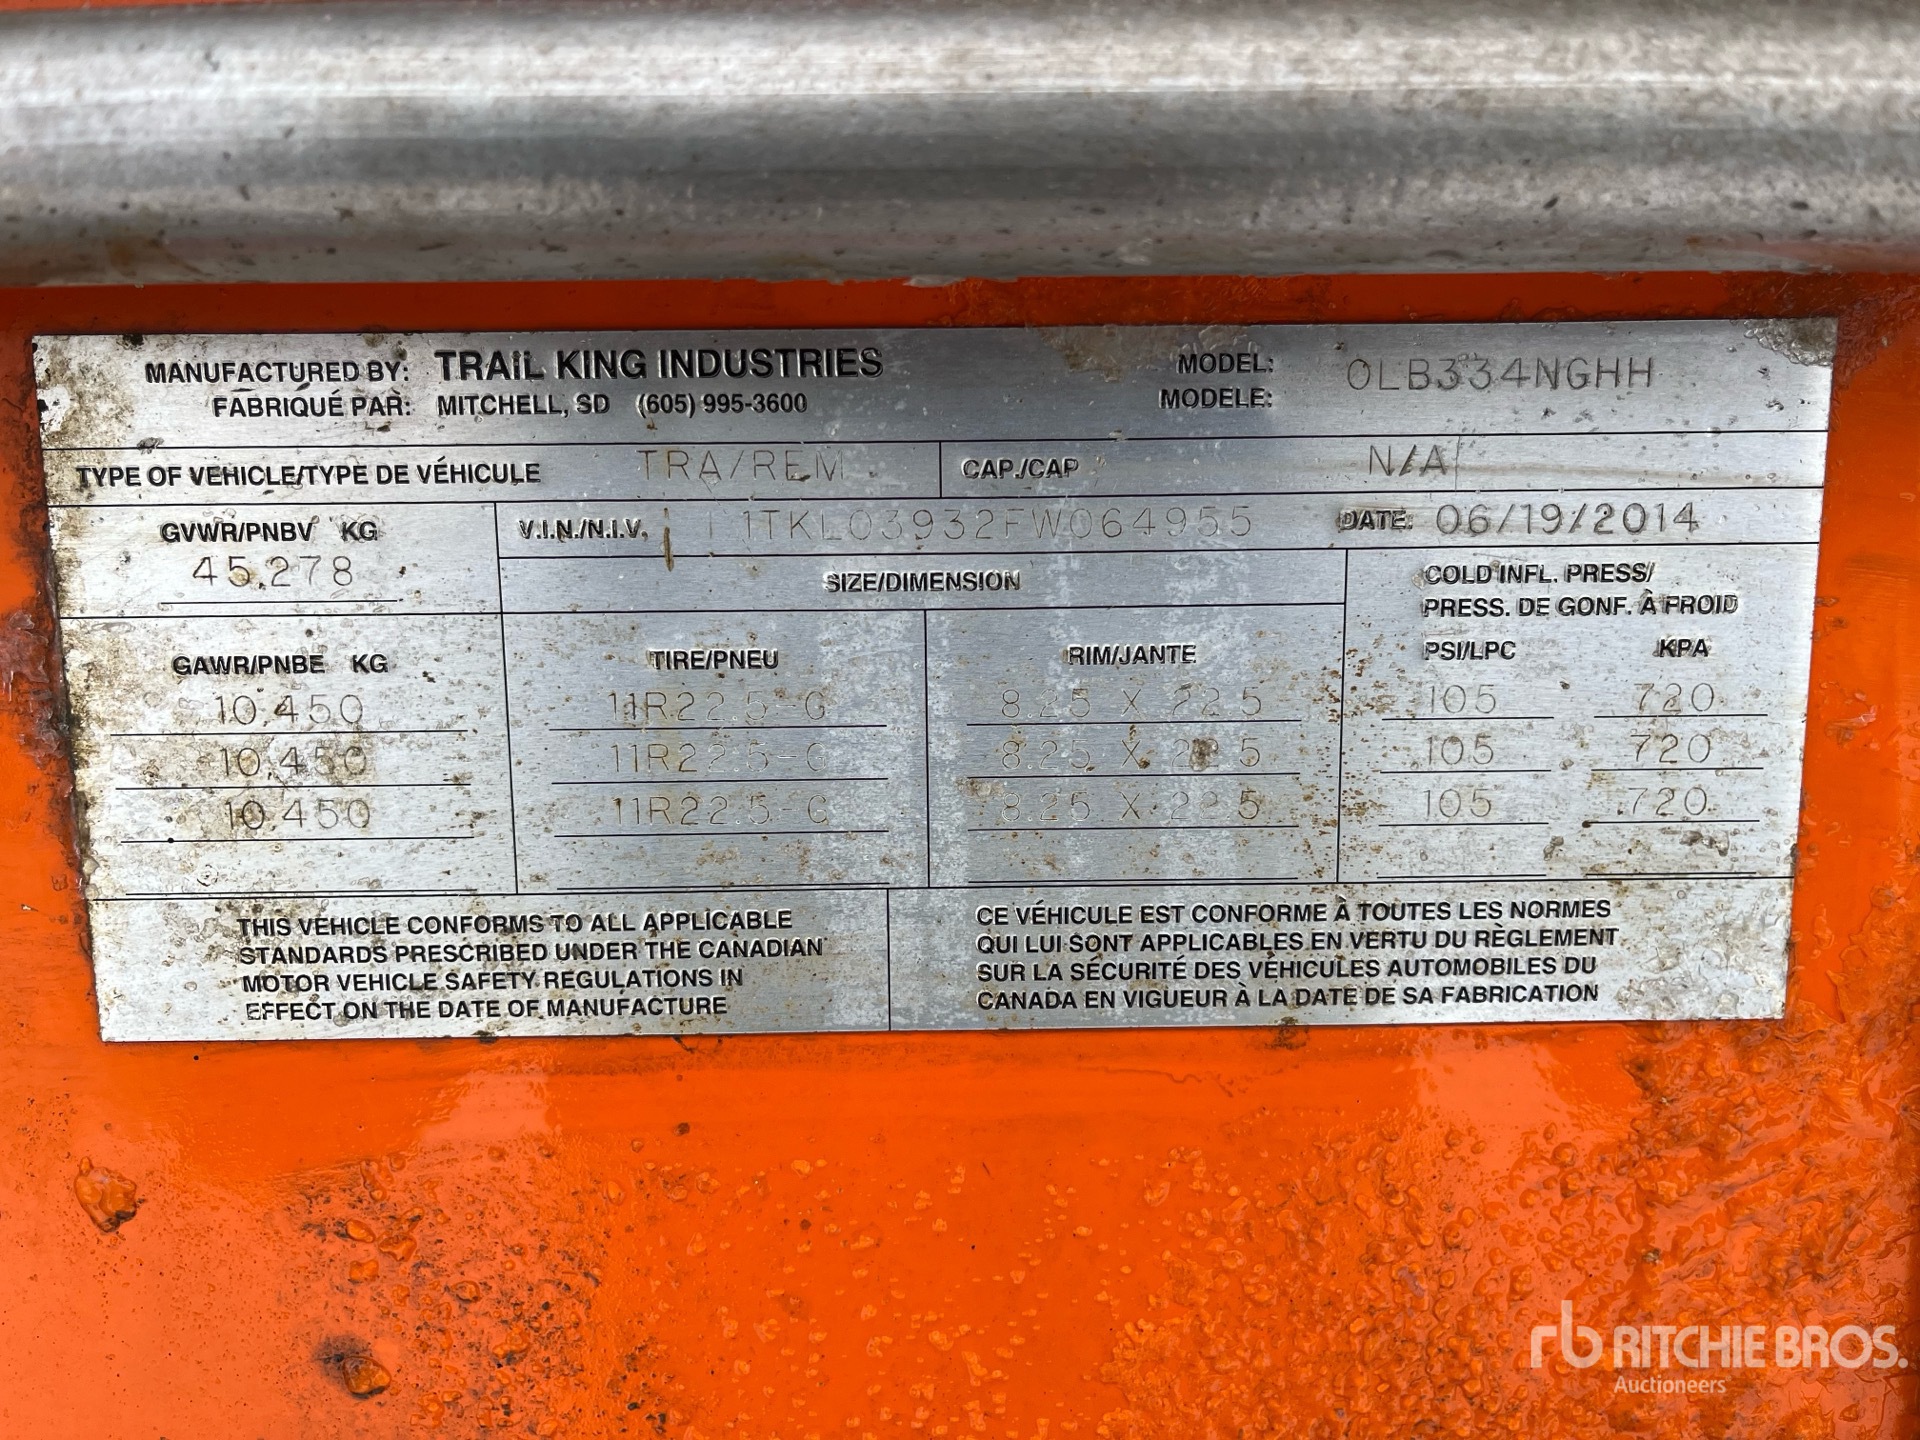 MANUFACTURED BY: TRAIL KING INDUSTRIES
FABRIQUÉ PAR: MITCHELL, SD (605) 995-3600
MODEL: OLB334NGHH
MODELE:
TYPE OF VEHICLE/TYPE DE VÉHICULE TRA/REM
CAP./CAP N/A
GVWR/PNBV KG
45,278
V.I.N./N.I.V. 1TKL03932FW064955
DATE: 06/19/2014
SIZE/DIMENSION
COLD INFL. PRESS/
PRESS. DE GONF. À FROID
GAWR/PNBE KG TIRE/PNEU RIM/JANTE PSI/LPC KPA
10,450 11R22.5-G 8.25 X 22.5 105 720
10,450 11R22.5-G 8.25 X 22.5 105 720
10,450 11R22.5-G 8.25 X 22.5 105 720
THIS VEHICLE CONFORMS TO ALL APPLICABLE
STANDARDS PRESCRIBED UNDER THE CANADIAN
MOTOR VEHICLE SAFETY REGULATIONS IN
EFFECT ON THE DATE OF MANUFACTURE
CE VÉHICULE EST CONFORME À TOUTES LES NORMES
QUI LUI SONT APPLICABLES EN VERTU DU RÈGLEMENT
SUR LA SÉCURITÉ DES VÉHICULES AUTOMOBILES DU
CANADA EN VIGUEUR À LA DATE DE SA FABRICATION
rb RITCHIE BROS.
Auctioneers